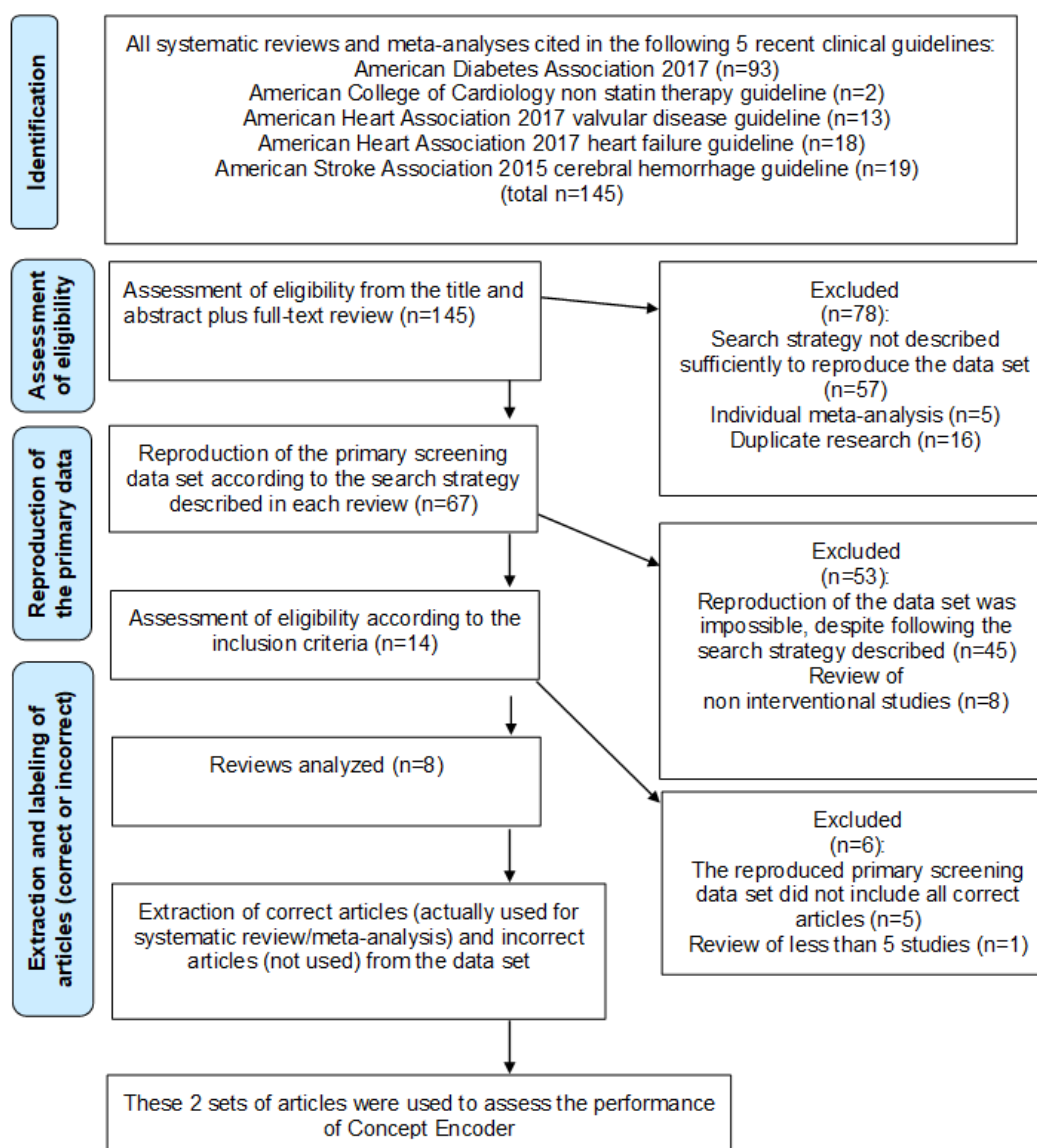 Identification
All systematic reviews and meta-analyses cited in the following 5 recent clinical guidelines:
American Diabetes Association 2017 (n=93)
American College of Cardiology non statin therapy guideline (n=2)
American Heart Association 2017 valvular disease guideline (n=13)
American Heart Association 2017 heart failure guideline (n=18)
American Stroke Association 2015 cerebral hemorrhage guideline (n=19)
(total n=145)
Assessment
of eligibility
Assessment of eligibility from the title and
abstract plus full-text review (n=145)
Excluded
(n=78):
Search strategy not described
sufficiently to reproduce the data set
(n=57)
Individual meta-analysis (n=5)
Duplicate research (n=16)
Reproduction of
the primary data
Reproduction of the primary screening
data set according to the search strategy
described in each review (n=67)
Excluded
(n=53):
Reproduction of the data set was
impossible, despite following the
search strategy described (n=45)
Review of
non interventional studies (n=8)
Assessment of eligibility according to the
inclusion criteria (n=14)
Extraction and labeling of
articles (correct or incorrect)
Reviews analyzed (n=8)
Excluded
(n=6):
The reproduced primary screening
data set did not include all correct
articles (n=5)
Review of less than 5 studies (n=1)
Extraction of correct articles (actually used for
systematic review/meta-analysis) and incorrect
articles (not used) from the data set
These 2 sets of articles were used to assess the performance
of Concept Encoder